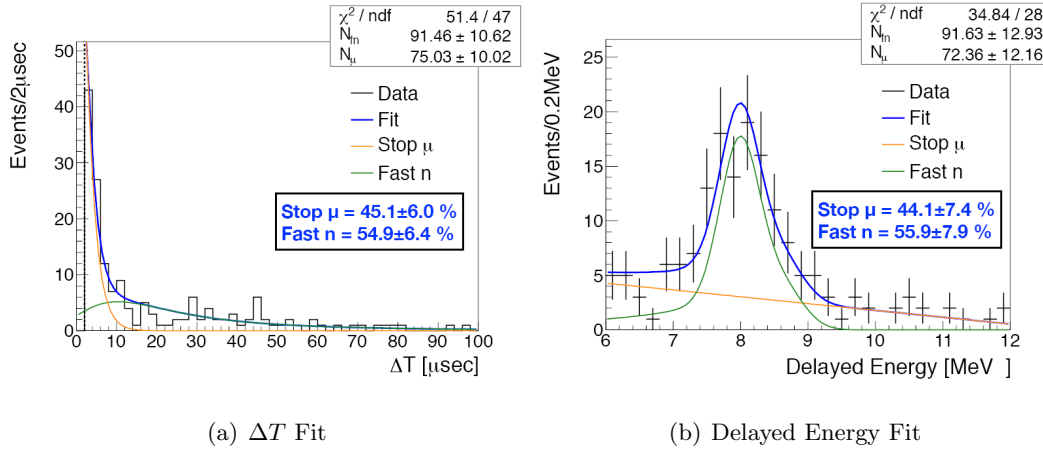 χ² / ndf 51.4 / 47
N_fn 91.46 ± 10.62
N_μ 75.03 ± 10.02
Events/2μsec
50
40
30
20
10
0
Data
Fit
Stop μ
Fast n
Stop μ = 45.1±6.0 %
Fast n = 54.9±6.4 %
0 10 20 30 40 50 60 70 80 90 100
ΔT [μsec]
(a) ΔT Fit
χ² / ndf 34.84 / 28
N_fn 91.63 ± 12.93
N_μ 72.36 ± 12.16
Events/0.2MeV
25
20
15
10
5
0
Data
Fit
Stop μ
Fast n
Stop μ = 44.1±7.4 %
Fast n = 55.9±7.9 %
6 7 8 9 10 11 12
Delayed Energy [MeV ]
(b) Delayed Energy Fit